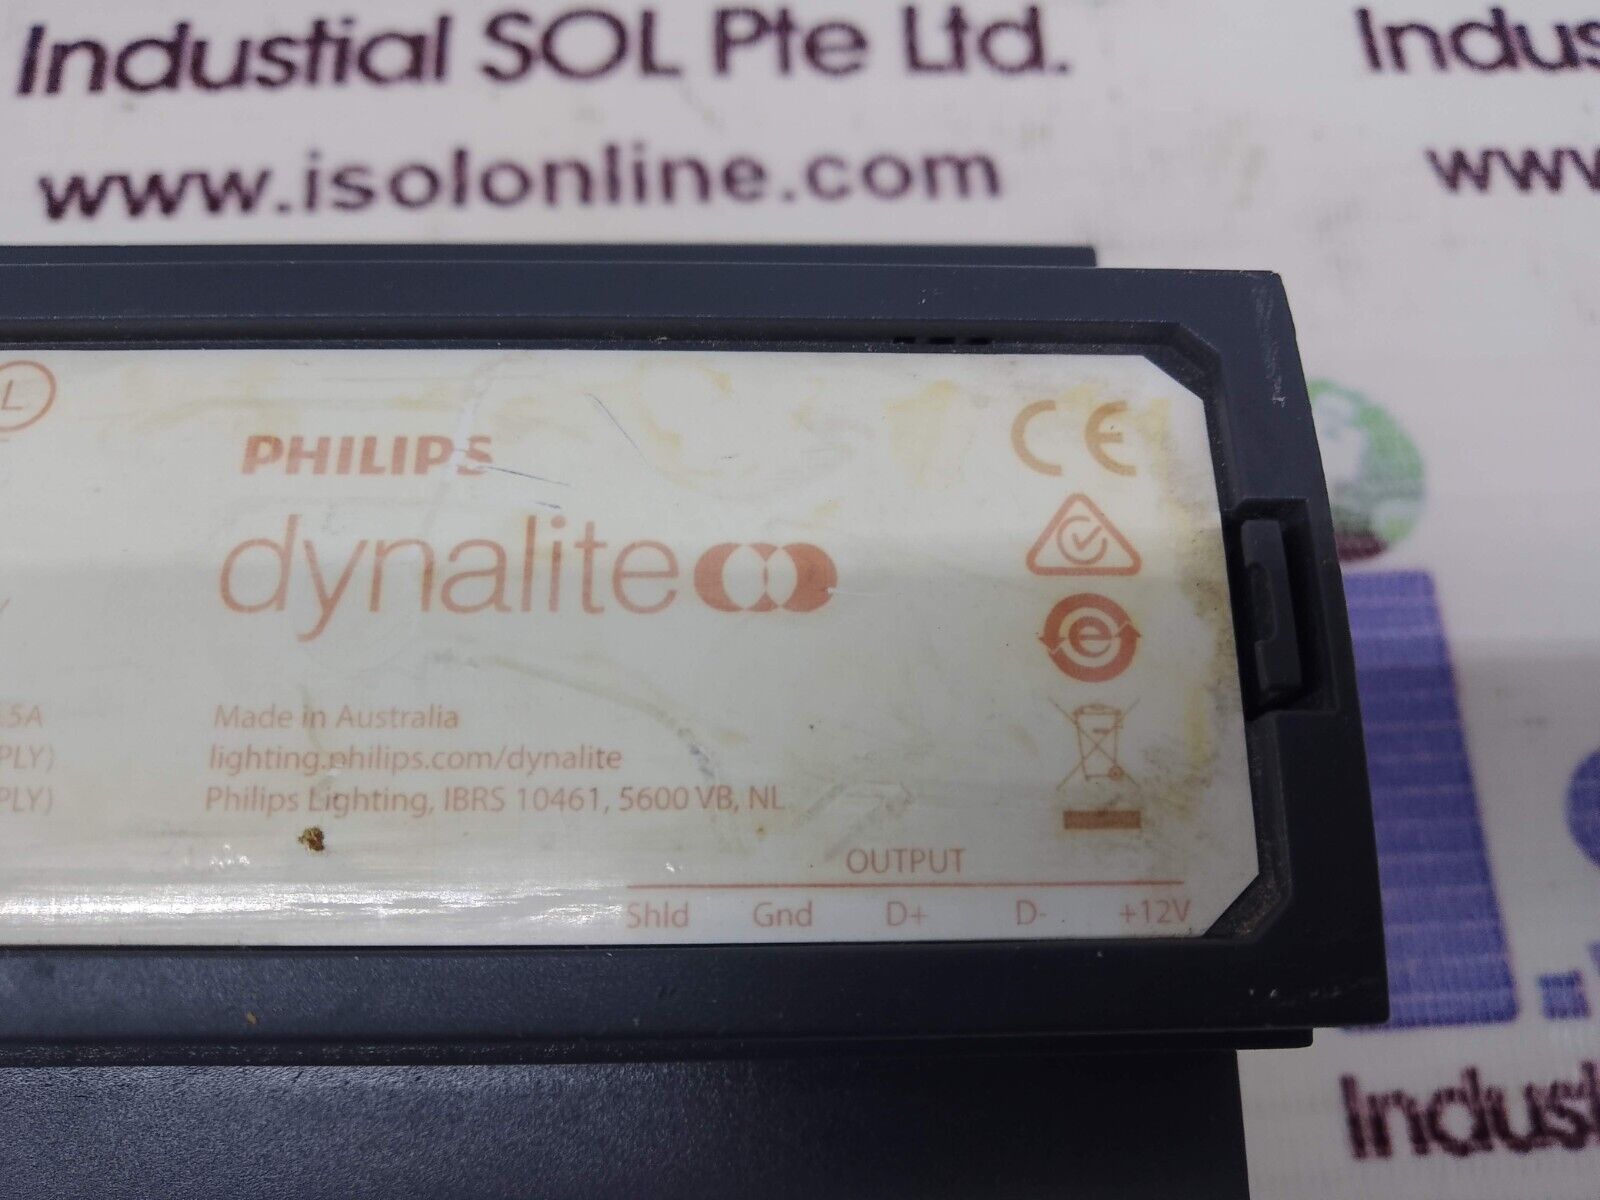 Industial SOL Pte Ltd.
Indus
www.isolonline.com
www
L
PHILIPS
CE
dynalite
e
.5A
Made in Australia
PLY)
lighting.philips.com/dynalite
PLY)
Philips Lighting, IBRS 10461, 5600 VB, NL
OUTPUT
Shld Gnd D+ D- +12V
Indust